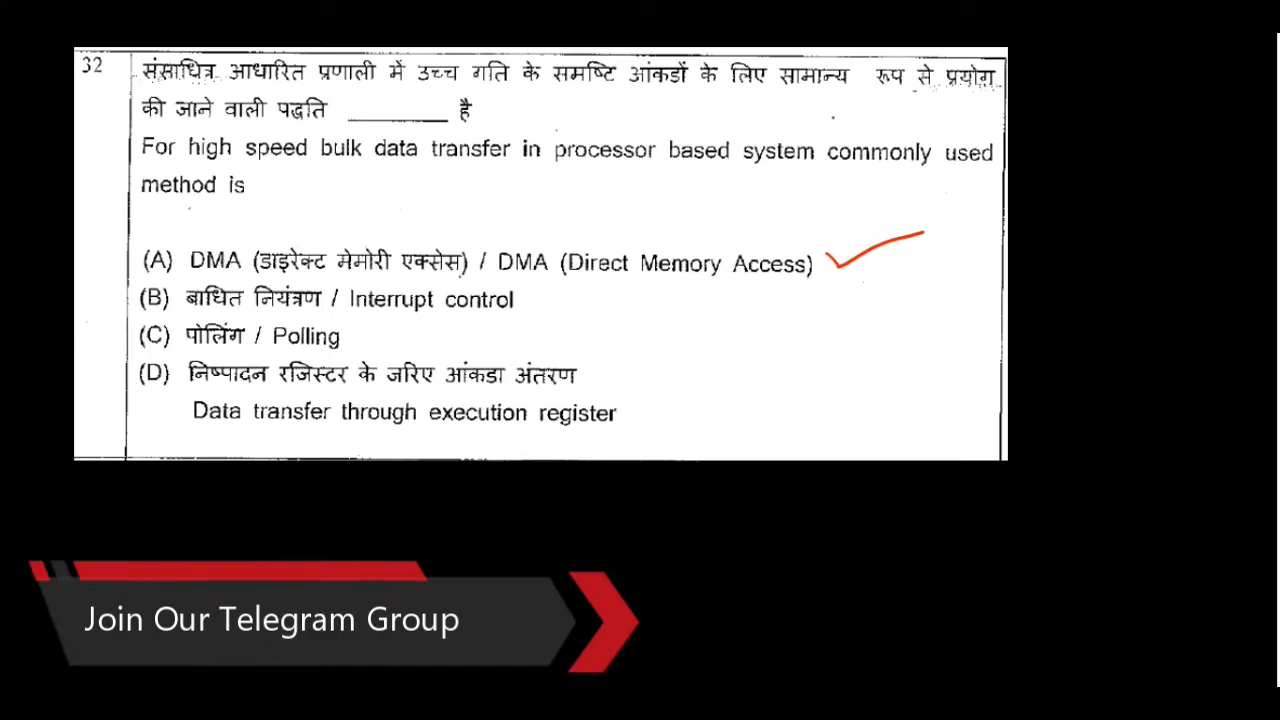 32
संसाधित्र आधारित प्रणाली में उच्च गति के समष्टि आंकडों के लिए सामान्य रूप से प्रयोग
की जाने वाली पद्धति ________ है
For high speed bulk data transfer in processor based system commonly used
method is
(A) DMA (डाइरेक्ट मेमोरी एक्सेस) / DMA (Direct Memory Access)
(B) बाधित नियंत्रण / Interrupt control
(C) पोलिंग / Polling
(D) निष्पादन रजिस्टर के जरिए आंकडा अंतरण
Data transfer through execution register
Join Our Telegram Group